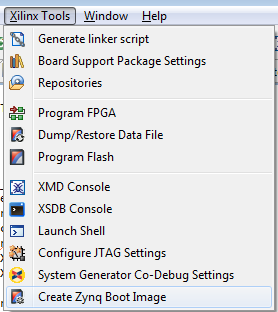 Xilinx Tools Window Help
Generate linker script
Board Support Package Settings
Repositories
Program FPGA
Dump/Restore Data File
Program Flash
XMD Console
XSDB Console
Launch Shell
Configure JTAG Settings
System Generator Co-Debug Settings
Create Zynq Boot Image